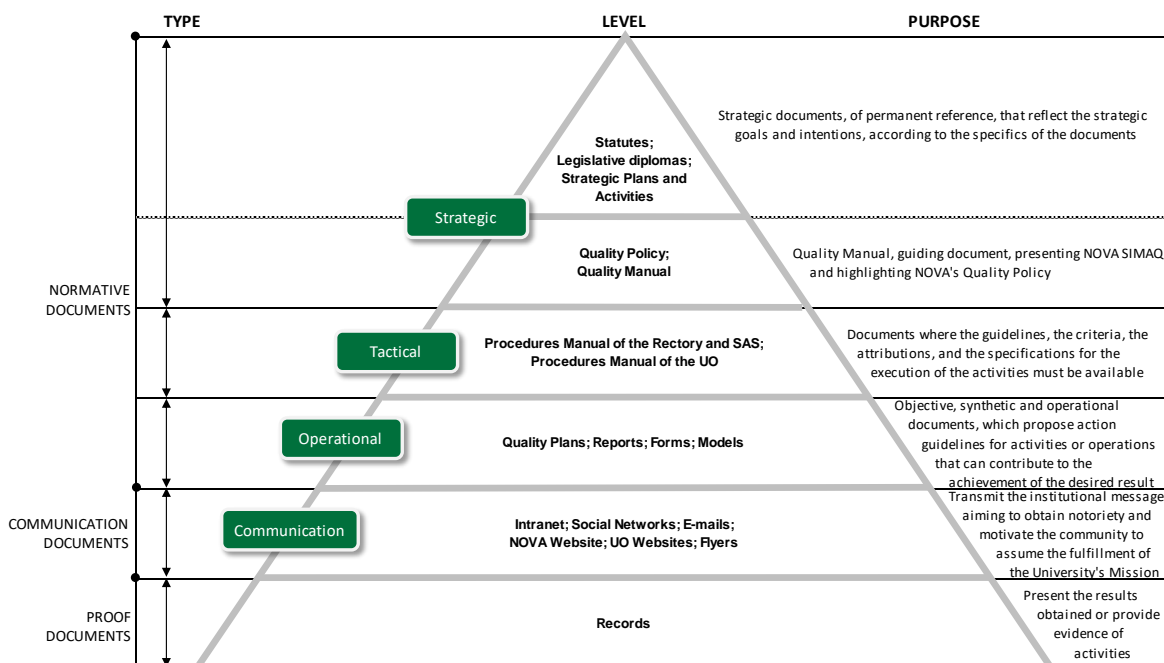 TYPE
LEVEL
PURPOSE
Strategic documents, of permanent reference, that reflect the strategic
goals and intentions, according to the specifics of the documents
Statutes;
Legislative diplomas;
Strategic Plans and
Activities
Strategic
Quality Policy;
Quality Manual
Quality Manual, guiding document, presenting NOVA SIMAQ
and highlighting NOVA's Quality Policy
NORMATIVE
DOCUMENTS
Tactical
Procedures Manual of the Rectory and SAS;
Procedures Manual of the UO
Documents where the guidelines, the criteria, the
attributions, and the specifications for the
execution of the activities must be available
Operational
Quality Plans; Reports; Forms; Models
Objective, synthetic and operational
documents, which propose action
guidelines for activities or operations
that can contribute to the
achievement of the desired result
COMMUNICATION
DOCUMENTS
Communication
Intranet; Social Networks; E-mails;
NOVA Website; UO Websites; Flyers
Transmit the institutional message
aiming to obtain notoriety and
motivate the community to
assume the fulfillment of
the University's Mission
PROOF
DOCUMENTS
Records
Present the results
obtained or provide
evidence of
activities